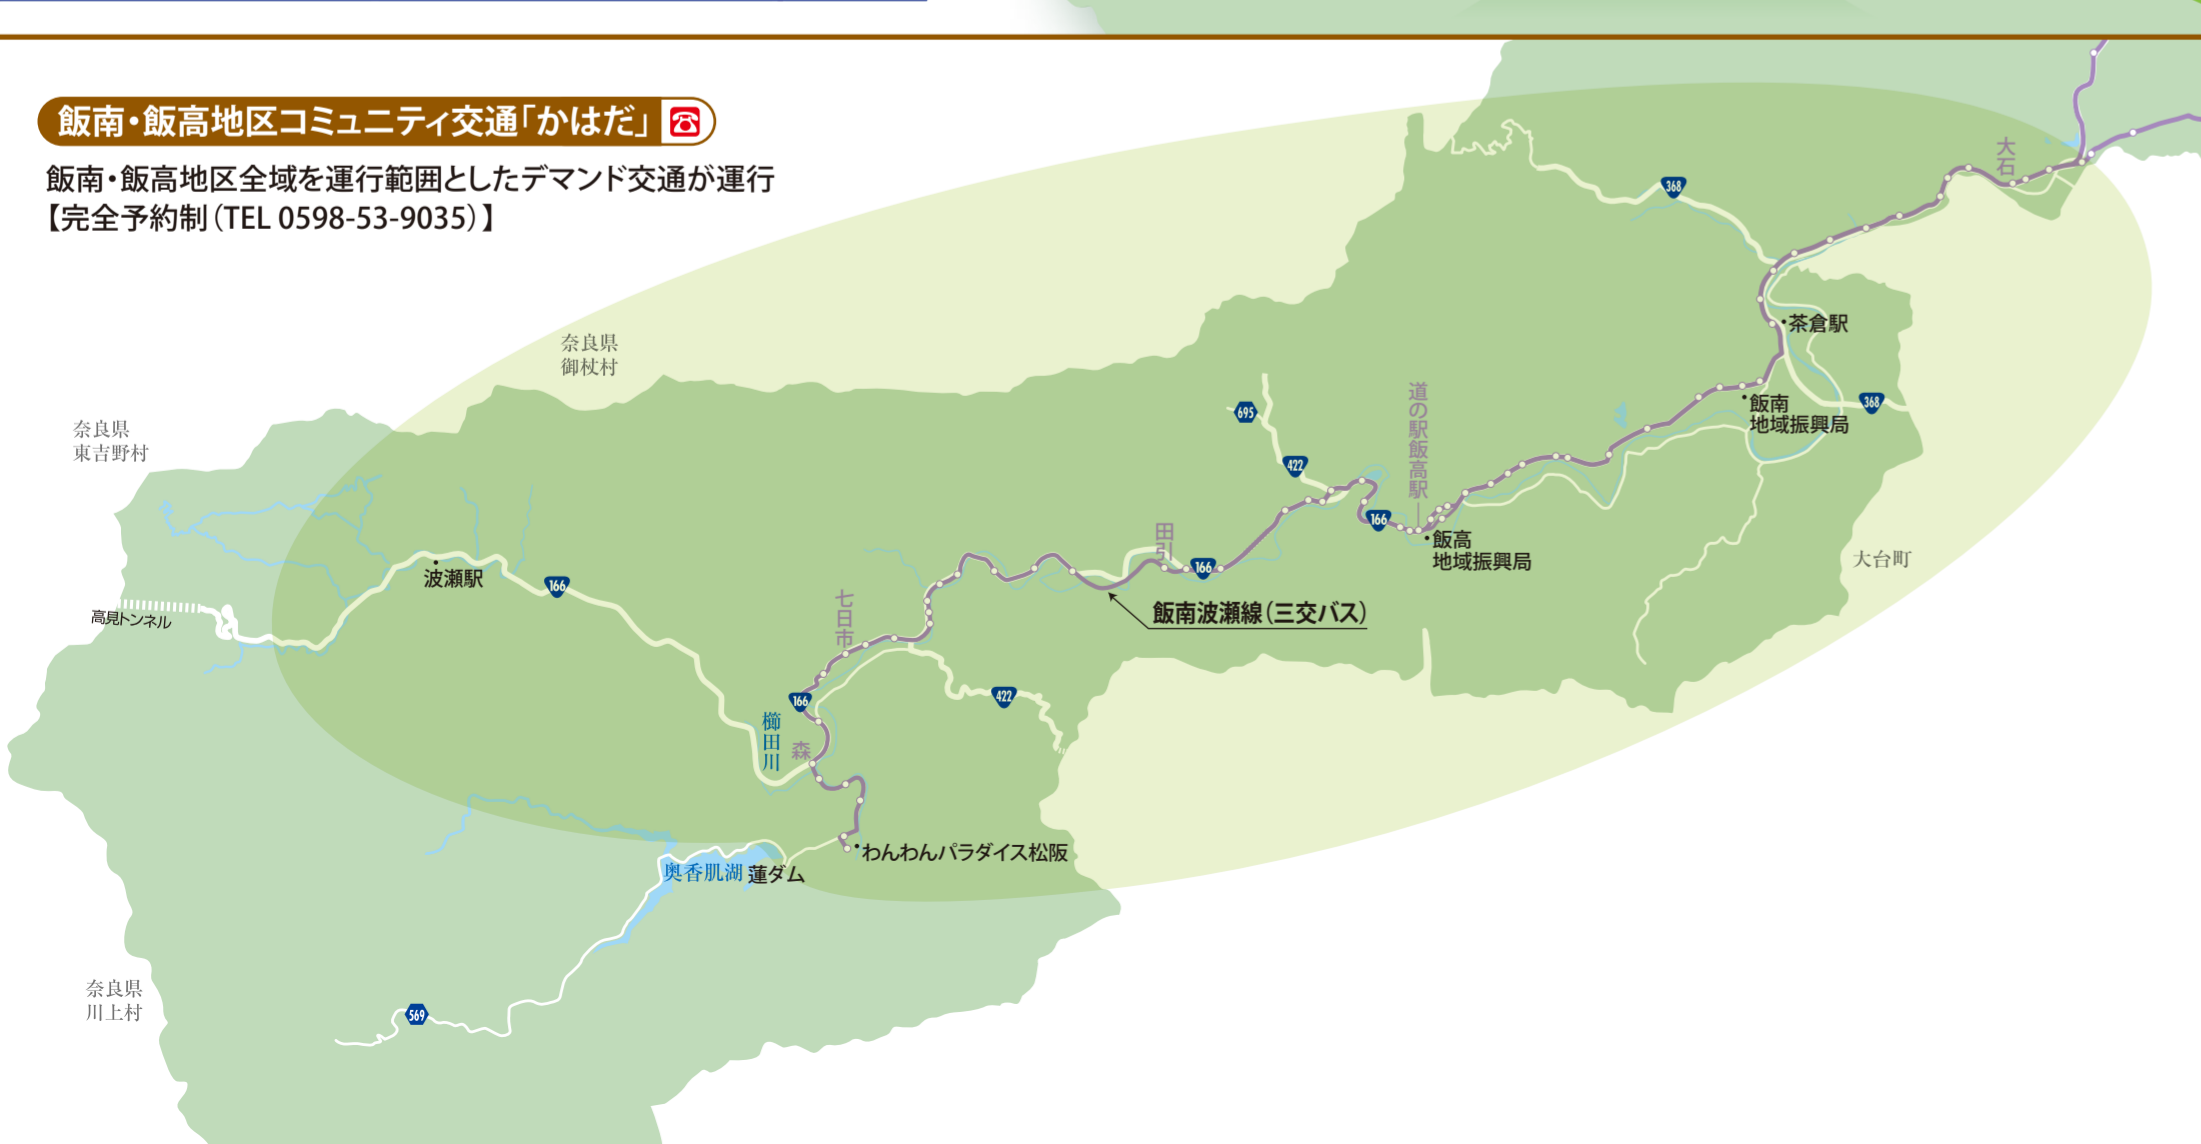 飯南・飯高地区コミュニティ交通「かはだ」
飯南・飯高地区全域を運行範囲としたデマンド交通が運行
【完全予約制（TEL 0598-53-9035）】
大石
368
茶倉駅
奈良県
御杖村
道の駅飯高駅
368
飯南
地域振興局
695
奈良県
東吉野村
422
166
飯高
地域振興局
田引
大台町
166
波瀬駅
166
飯南波瀬線（三交バス）
七日市
高見トンネル
166
422
櫛田川
森
わんわんパラダイス松阪
奥香肌湖
蓮ダム
奈良県
川上村
569